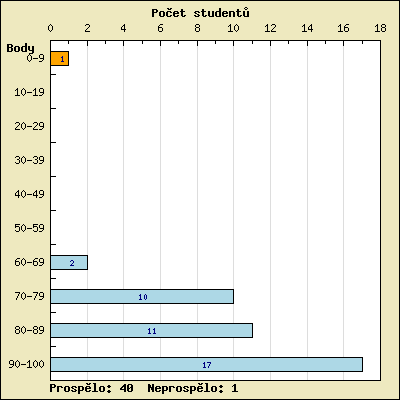 Počet studentů
0 2 4 6 8 10 12 14 16 18
Body
0-9 1
10-19
20-29
30-39
40-49
50-59
60-69 2
70-79 10
80-89 11
90-100 17
Prospělo: 40 Neprospělo: 1